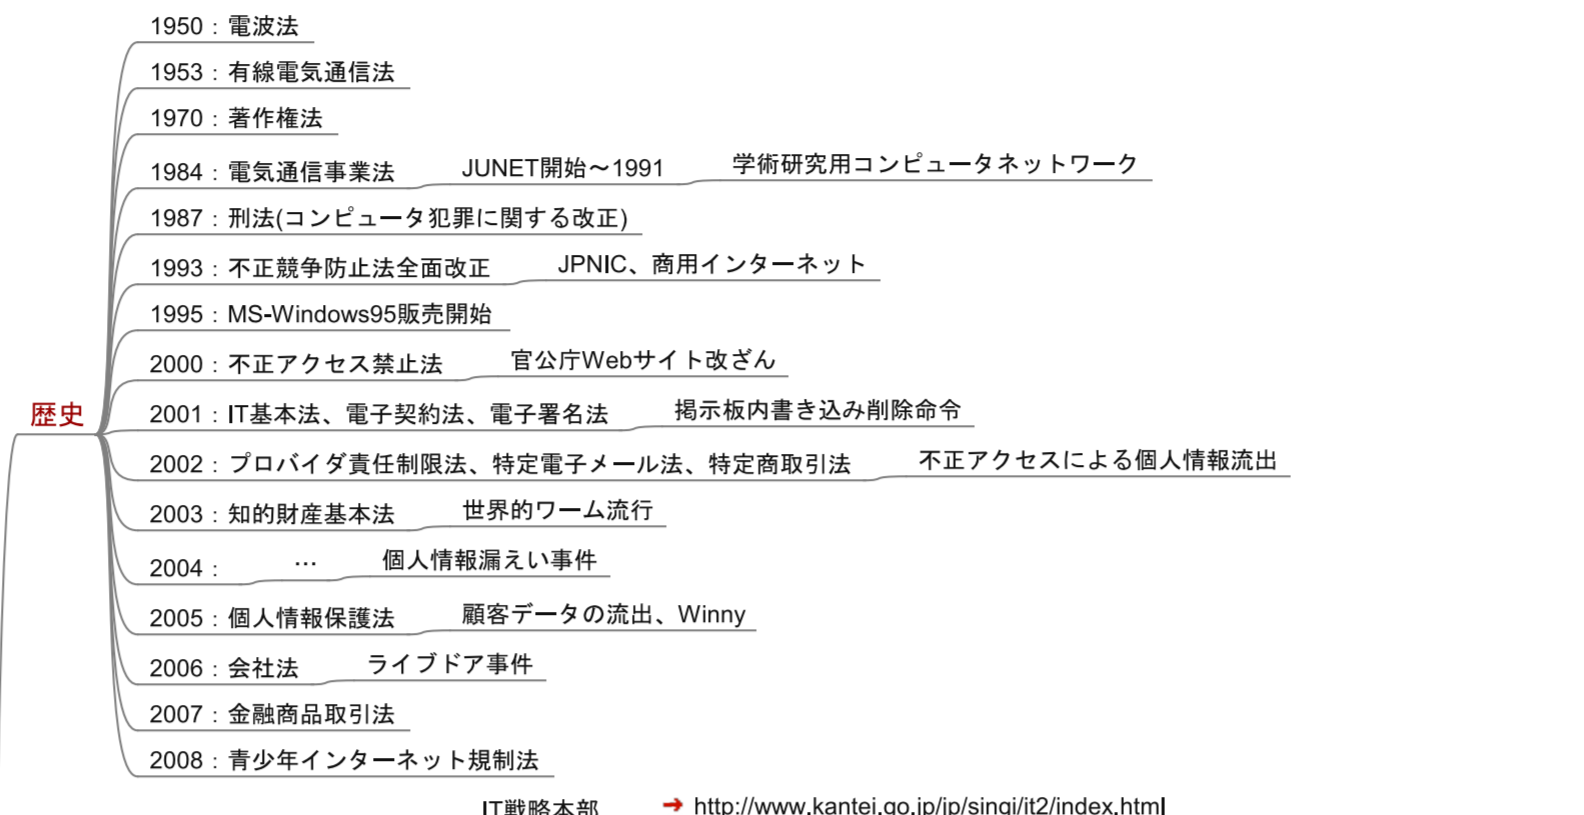 1950：電波法
1953：有線電気通信法
1970：著作権法
1984：電気通信事業法 JUNET開始～1991 学術研究用コンピュータネットワーク
1987：刑法(コンピュータ犯罪に関する改正)
1993：不正競争防止法全面改正 JPNIC、商用インターネット
1995：MS-Windows95販売開始
2000：不正アクセス禁止法 官公庁Webサイト改ざん
歴史
2001：IT基本法、電子契約法、電子署名法 掲示板内書き込み削除命令
2002：プロバイダ責任制限法、特定電子メール法、特定商取引法 不正アクセスによる個人情報流出
2003：知的財産基本法 世界的ワーム流行
2004： … 個人情報漏えい事件
2005：個人情報保護法 顧客データの流出、Winny
2006：会社法 ライブドア事件
2007：金融商品取引法
2008：青少年インターネット規制法
IT戦略本部 ➔ http://www.kantei.go.jp/jp/singi/it2/index.html